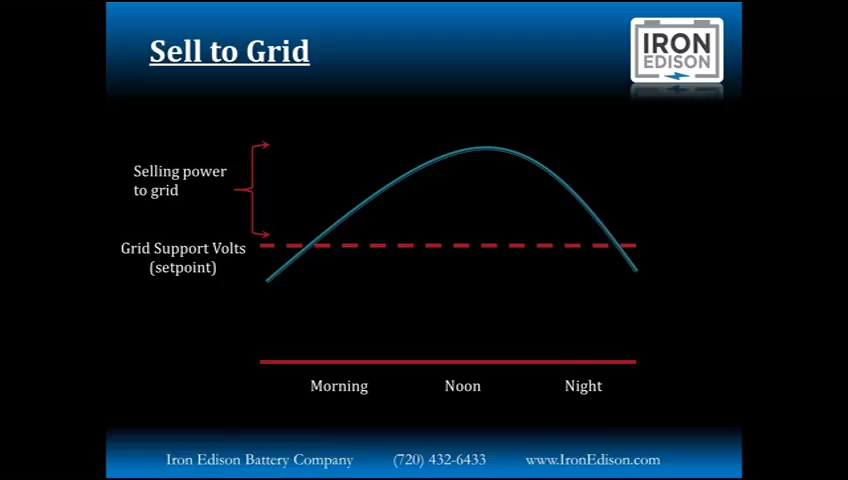 Sell to Grid
IRON
EDISON
Selling power
to grid
Grid Support Volts
(setpoint)
Morning Noon Night
Iron Edison Battery Company (720) 432-6433 www.IronEdison.com